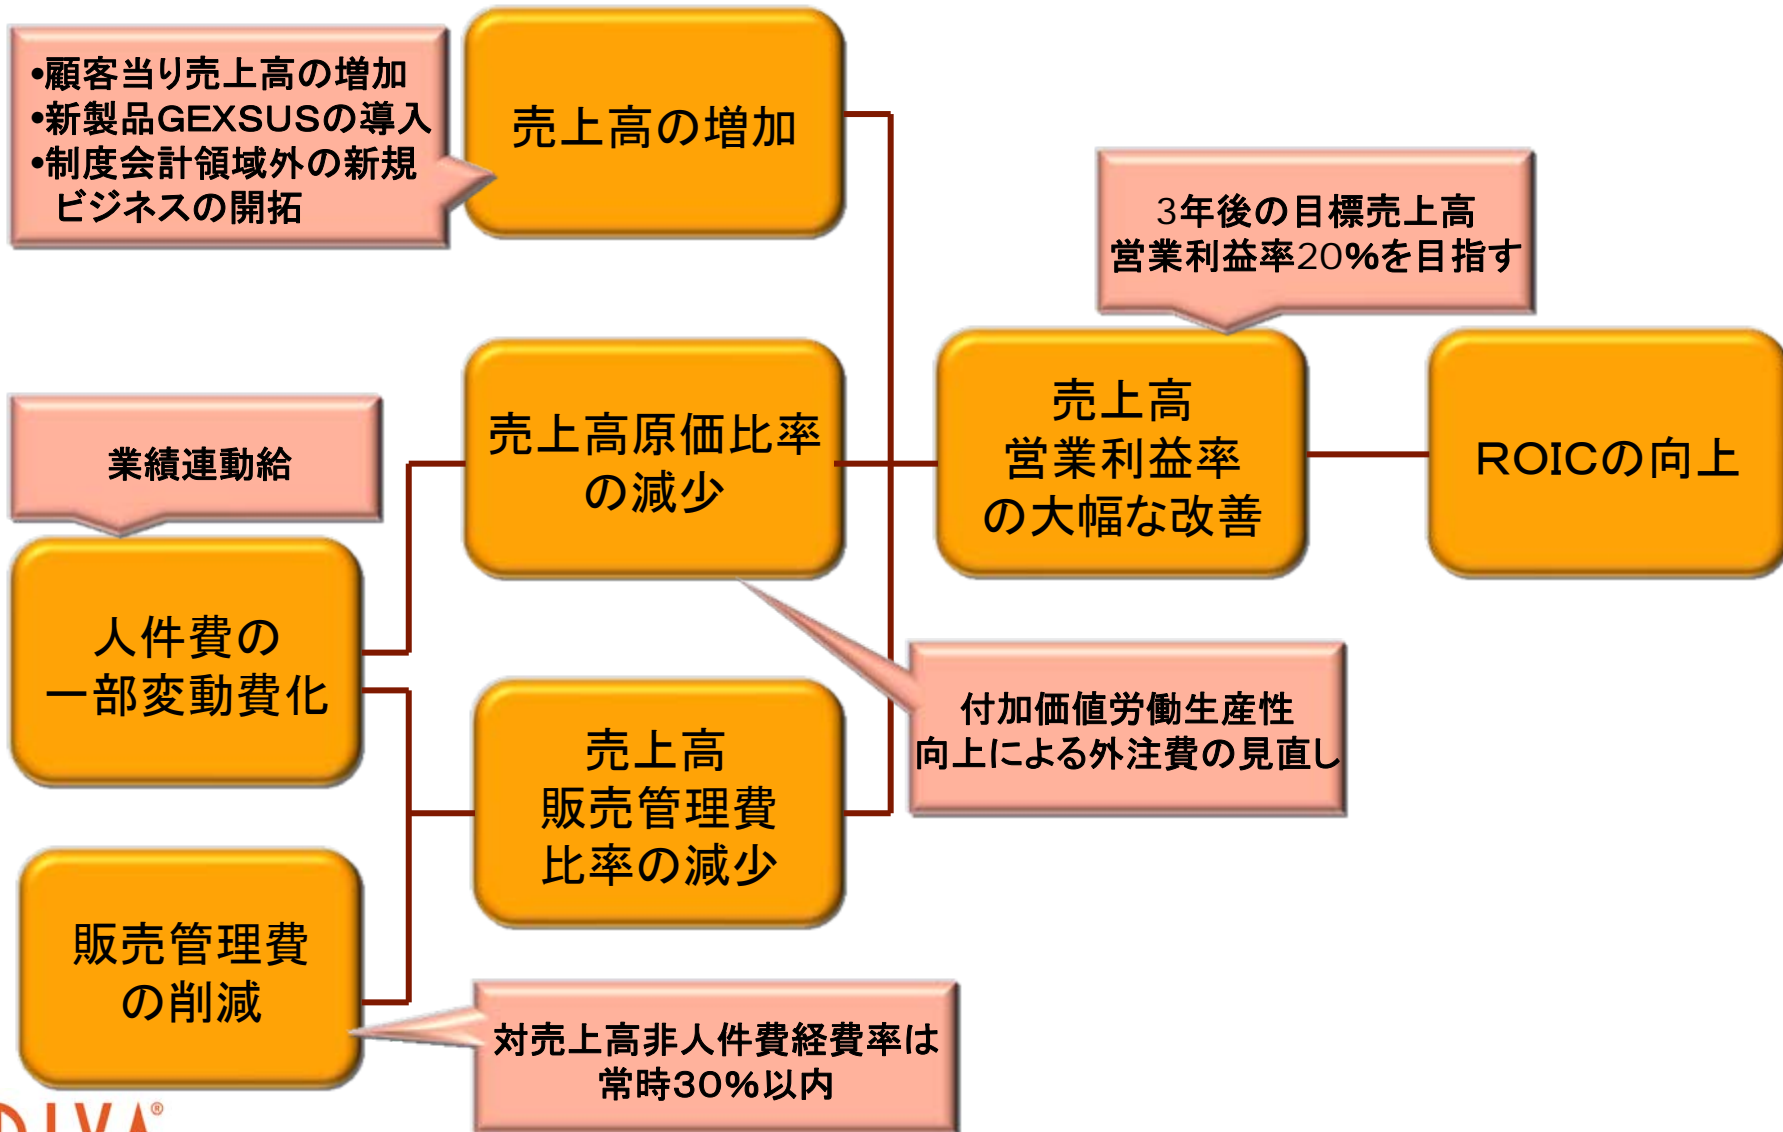 •顧客当り売上高の増加
•新製品GEXSUSの導入
•制度会計領域外の新規
ビジネスの開拓
売上高の増加
3年後の目標売上高
営業利益率20%を目指す
業績連動給
売上高原価比率
の減少
売上高
営業利益率
の大幅な改善
ROICの向上
人件費の
一部変動費化
付加価値労働生産性
向上による外注費の見直し
売上高
販売管理費
比率の減少
販売管理費
の削減
対売上高非人件費経費率は
常時30%以内
DIVA®